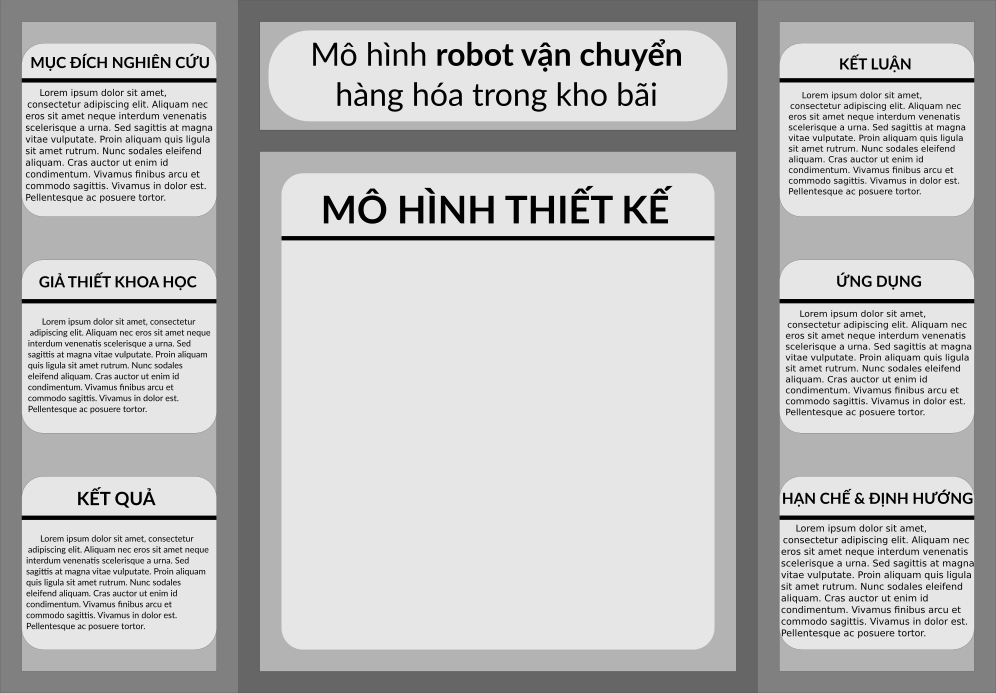 MỤC ĐÍCH NGHIÊN CỨU
Lorem ipsum dolor sit amet,
consectetur adipiscing elit. Aliquam nec
eros sit amet neque interdum venenatis
scelerisque a urna. Sed sagittis at magna
vitae vulputate. Proin aliquam quis ligula
sit amet rutrum. Nunc sodales eleifend
aliquam. Cras auctor ut enim id
condimentum. Vivamus finibus arcu et
commodo sagittis. Vivamus in dolor est.
Pellentesque ac posuere tortor.
GIẢ THIẾT KHOA HỌC
Lorem ipsum dolor sit amet, consectetur
adipiscing elit. Aliquam nec eros sit amet neque
interdum venenatis scelerisque a urna. Sed
sagittis at magna vitae vulputate. Proin aliquam
quis ligula sit amet rutrum. Nunc sodales
eleifend aliquam. Cras auctor ut enim id
condimentum. Vivamus finibus arcu et
commodo sagittis. Vivamus in dolor est.
Pellentesque ac posuere tortor.
KẾT QUẢ
Lorem ipsum dolor sit amet, consectetur
adipiscing elit. Aliquam nec eros sit amet neque
interdum venenatis scelerisque a urna. Sed
sagittis at magna vitae vulputate. Proin aliquam
quis ligula sit amet rutrum. Nunc sodales
eleifend aliquam. Cras auctor ut enim id
condimentum. Vivamus finibus arcu et
commodo sagittis. Vivamus in dolor est.
Pellentesque ac posuere tortor.
Mô hình robot vận chuyển
hàng hóa trong kho bãi
MÔ HÌNH THIẾT KẾ
KẾT LUẬN
Lorem ipsum dolor sit amet,
consectetur adipiscing elit. Aliquam nec
eros sit amet neque interdum venenatis
scelerisque a urna. Sed sagittis at magna
vitae vulputate. Proin aliquam quis ligula
sit amet rutrum. Nunc sodales eleifend
aliquam. Cras auctor ut enim id
condimentum. Vivamus finibus arcu et
commodo sagittis. Vivamus in dolor est.
Pellentesque ac posuere tortor.
ỨNG DỤNG
Lorem ipsum dolor sit amet,
consectetur adipiscing elit. Aliquam nec
eros sit amet neque interdum venenatis
scelerisque a urna. Sed sagittis at magna
vitae vulputate. Proin aliquam quis ligula
sit amet rutrum. Nunc sodales eleifend
aliquam. Cras auctor ut enim id
condimentum. Vivamus finibus arcu et
commodo sagittis. Vivamus in dolor est.
Pellentesque ac posuere tortor.
HẠN CHẾ & ĐỊNH HƯỚNG
Lorem ipsum dolor sit amet,
consectetur adipiscing elit. Aliquam nec
eros sit amet neque interdum venenatis
scelerisque a urna. Sed sagittis at magna
vitae vulputate. Proin aliquam quis ligula
sit amet rutrum. Nunc sodales eleifend
aliquam. Cras auctor ut enim id
condimentum. Vivamus finibus arcu et
commodo sagittis. Vivamus in dolor est.
Pellentesque ac posuere tortor.